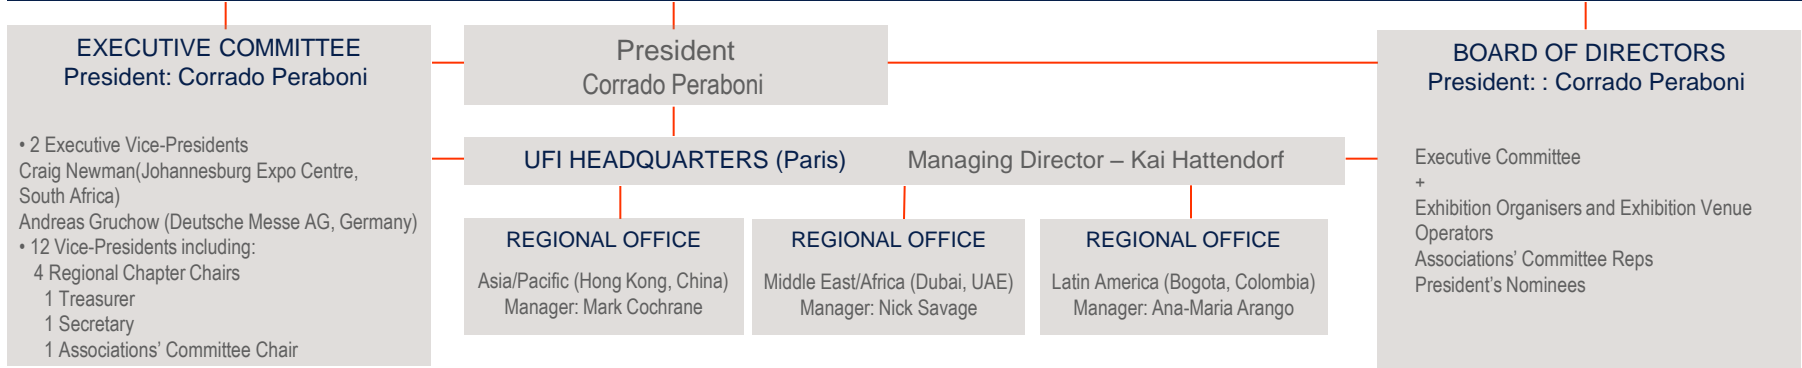 EXECUTIVE COMMITTEE
President: Corrado Peraboni
• 2 Executive Vice-Presidents
Craig Newman(Johannesburg Expo Centre,
South Africa)
Andreas Gruchow (Deutsche Messe AG, Germany)
• 12 Vice-Presidents including:
4 Regional Chapter Chairs
1 Treasurer
1 Secretary
1 Associations' Committee Chair
President
Corrado Peraboni
UFI HEADQUARTERS (Paris) Managing Director – Kai Hattendorf
REGIONAL OFFICE
Asia/Pacific (Hong Kong, China)
Manager: Mark Cochrane
REGIONAL OFFICE
Middle East/Africa (Dubai, UAE)
Manager: Nick Savage
REGIONAL OFFICE
Latin America (Bogota, Colombia)
Manager: Ana-Maria Arango
BOARD OF DIRECTORS
President: : Corrado Peraboni
Executive Committee
+
Exhibition Organisers and Exhibition Venue
Operators
Associations' Committee Reps
President's Nominees